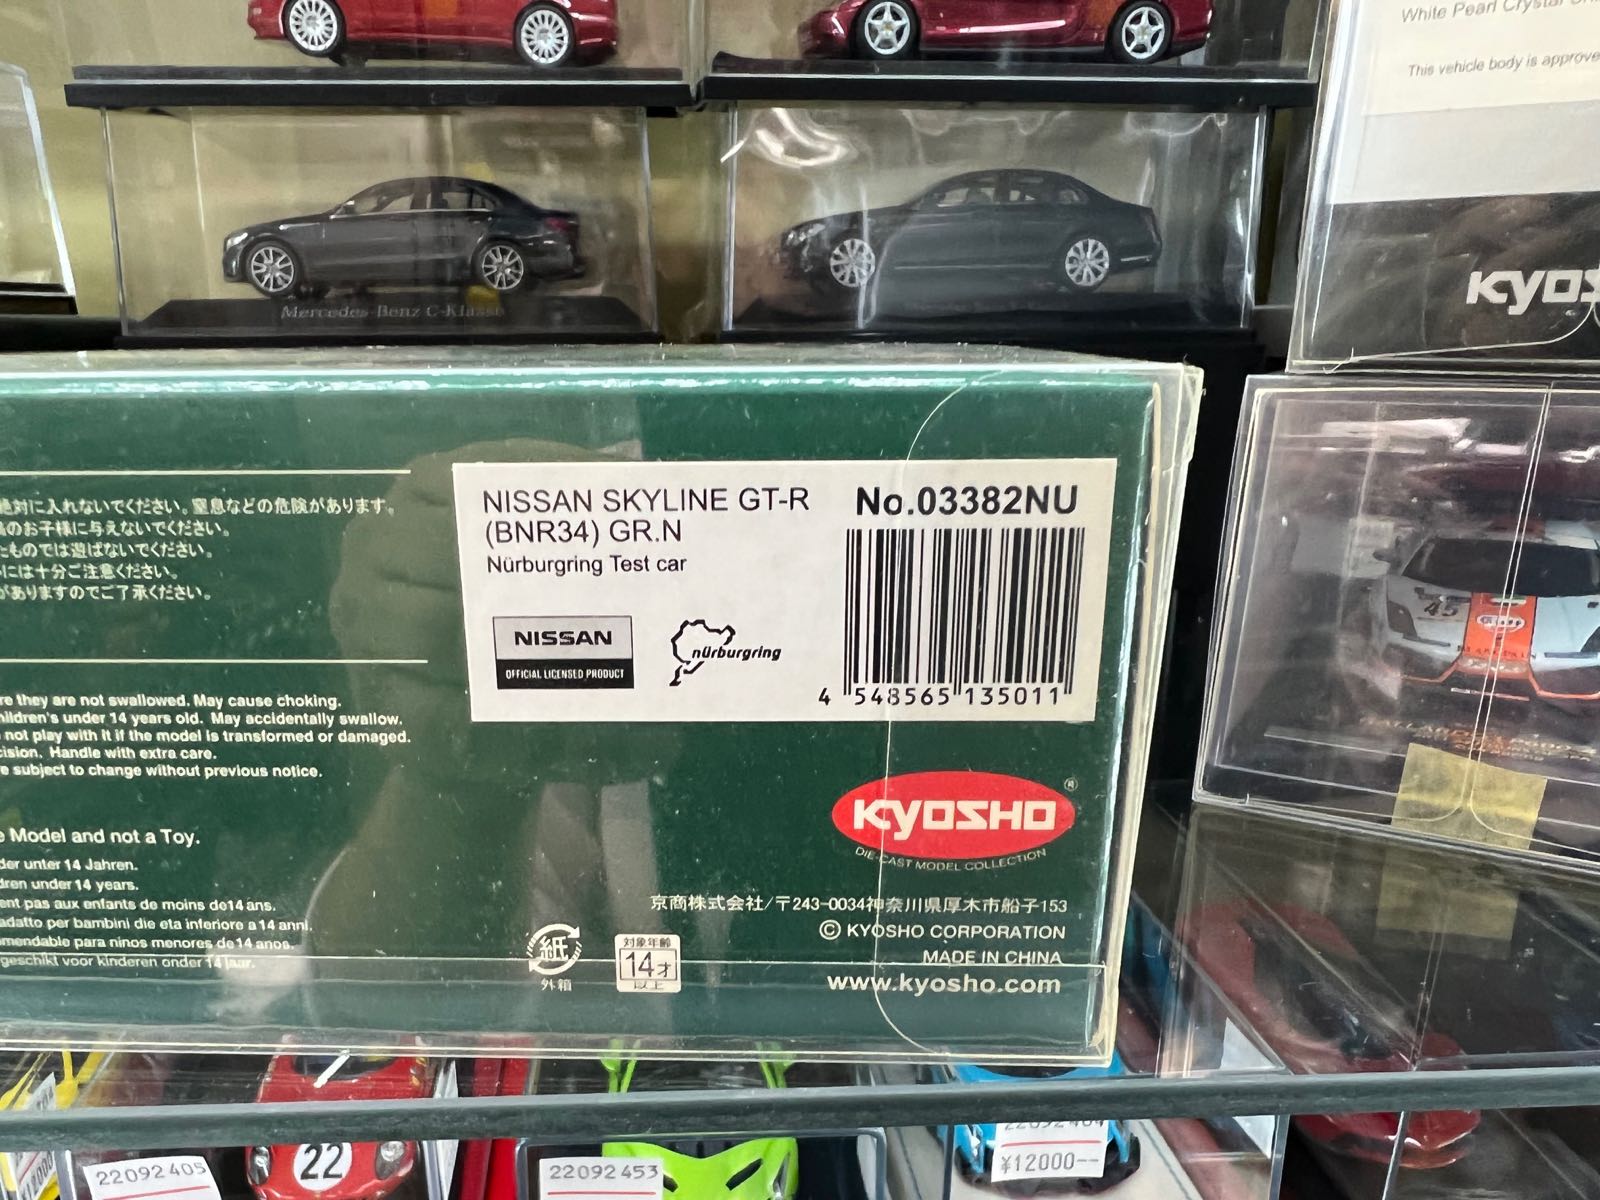 White Pearl Crystal
This vehicle body is approve
Mercedes-Benz C-Klasse
KYOS
絶対に入れないでください。窒息などの危険があります。
のお子様に与えないでください。
たものでは遊ばないでください。
には十分ご注意ください。
がありますのでご了承ください。
NISSAN SKYLINE GT-R
(BNR34) GR.N
Nürburgring Test car
No.03382NU
NISSAN
OFFICIAL LICENSED PRODUCT
nürburgring
4 548565 135011
re they are not swallowed. May cause choking.
hildren's under 14 years old. May accidentally swallow.
not play with it if the model is transformed or damaged.
cision. Handle with extra care.
e subject to change without previous notice.
e Model and not a Toy.
der unter 14 Jahren.
dren under 14 years.
ent pas aux enfants de moins de14 ans.
adatto per bambini die eta inferiore a 14 anni.
mendable para ninos menores de 14 anos.
geschikt voor kinderen onder 14 jaar.
紙
外箱
対象年齢
14才
以上
KYOSHO ®
DIE-CAST MODEL COLLECTION
京商株式会社/〒243-0034神奈川県厚木市船子153
© KYOSHO CORPORATION
MADE IN CHINA
www.kyosho.com
45
22
22092405
22092453
22092464
¥12000--